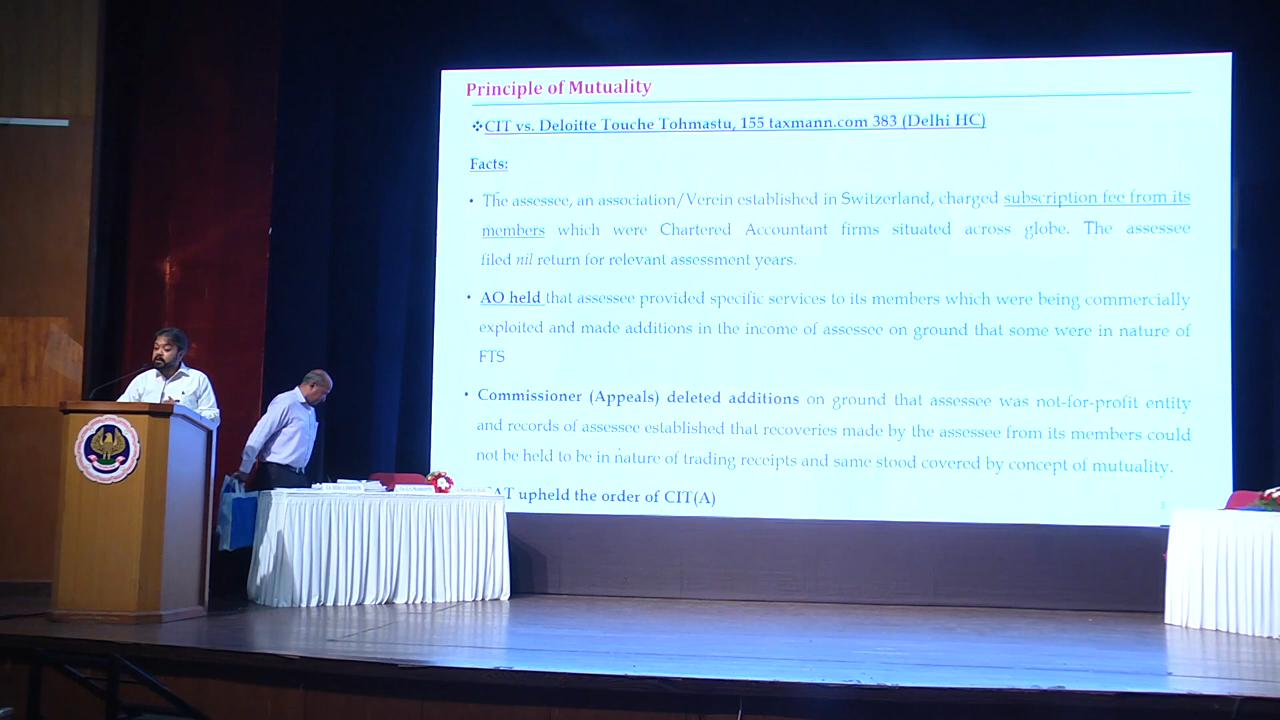 Principle of Mutuality
❖CIT vs. Deloitte Touche Tohmastu, 155 taxmann.com 383 (Delhi HC)
Facts:
• The assessee, an association/Verein established in Switzerland, charged subscription fee from its
members which were Chartered Accountant firms situated across globe. The assessee
filed nil return for relevant assessment years.
• AO held that assessee provided specific services to its members which were being commercially
exploited and made additions in the income of assessee on ground that some were in nature of
FTS
• Commissioner (Appeals) deleted additions on ground that assessee was not-for-profit entity
and records of assessee established that recoveries made by the assessee from its members could
not be held to be in nature of trading receipts and same stood covered by concept of mutuality.
upheld the order of CIT(A)